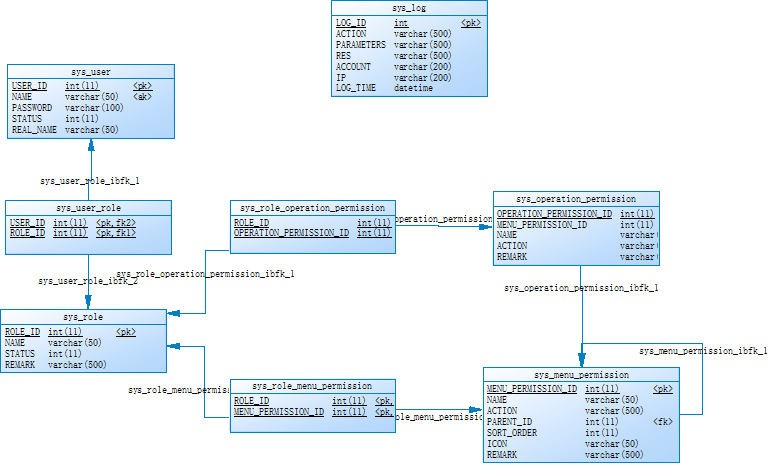 sys_log
LOG_ID int <pk>
ACTION varchar(500)
PARAMETERS varchar(500)
RES varchar(500)
ACCOUNT varchar(200)
IP varchar(200)
LOG_TIME datetime
sys_user
USER_ID int(11) <pk>
NAME varchar(50) <ak>
PASSWORD varchar(100)
STATUS int(11)
REAL_NAME varchar(50)
sys_user_role_ibfk_1
sys_user_role
USER_ID int(11) <pk,fk2>
ROLE_ID int(11) <pk,fk1>
sys_role_operation_permission
ROLE_ID int(11)
OPERATION_PERMISSION_ID int(11)
operation_permission
sys_operation_permission
OPERATION_PERMISSION_ID int(11)
MENU_PERMISSION_ID int(11)
NAME varchar(
ACTION varchar(
REMARK varchar(
sys_role_operation_permission_ibfk_1
sys_user_role_ibfk_2
sys_operation_permission_ibfk_1
sys_role
ROLE_ID int(11) <pk>
NAME varchar(50)
STATUS int(11)
REMARK varchar(500)
sys_menu_permission_ibfk_1
sys_role_menu_permis
sys_role_menu_permission
ROLE_ID int(11) <pk,
MENU_PERMISSION_ID int(11) <pk,
role_menu_permission
sys_menu_permission
MENU_PERMISSION_ID int(11) <pk>
NAME varchar(50)
ACTION varchar(500)
PARENT_ID int(11) <fk>
SORT_ORDER int(11)
ICON varchar(50)
REMARK varchar(500)